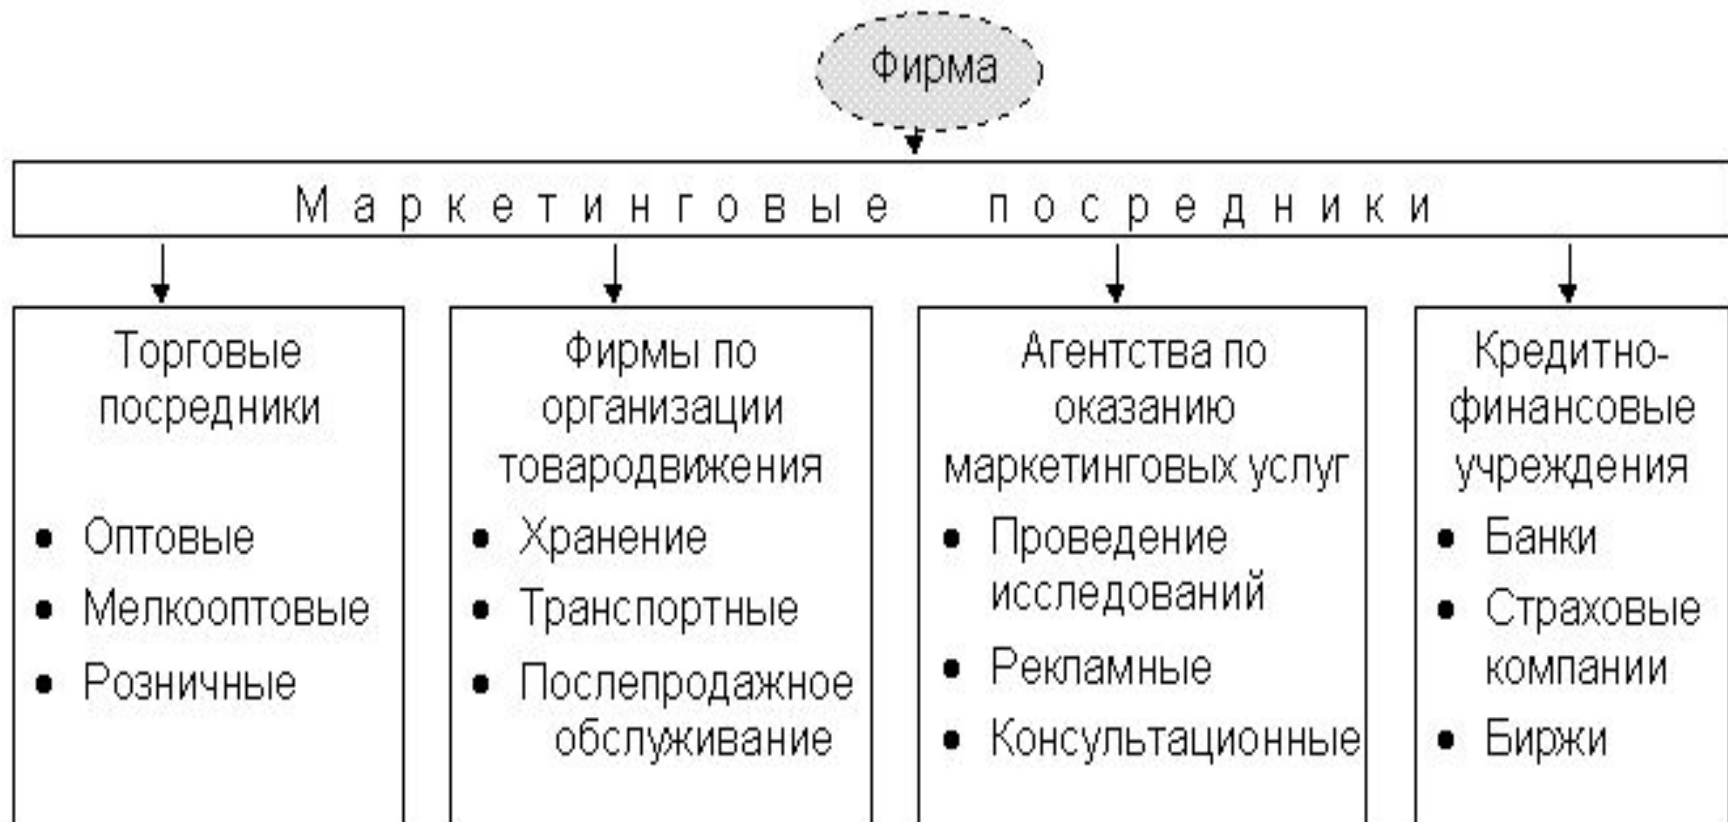 Фирма
Маркетинговые посредники
Торговые
посредники
• Оптовые
• Мелкооптовые
• Розничные
Фирмы по
организации
товародвижения
• Хранение
• Транспортные
• Послепродажное
обслуживание
Агентства по
оказанию
маркетинговых услуг
• Проведение
исследований
• Рекламные
• Консультационные
Кредитно-
финансовые
учреждения
• Банки
• Страховые
компании
• Биржи